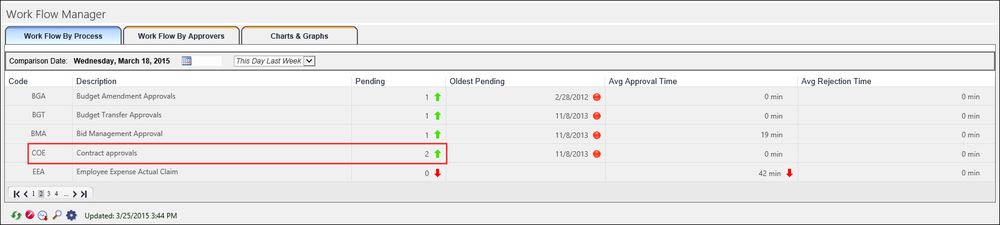 Work Flow Manager
Work Flow By Process Work Flow By Approvers Charts & Graphs
Comparison Date: Wednesday, March 18, 2015 This Day Last Week
Code Description Pending Oldest Pending Avg Approval Time Avg Rejection Time
BGA Budget Amendment Approvals 1 2/28/2012 0 min 0 min
BGT Budget Transfer Approvals 1 11/8/2013 0 min 0 min
BMA Bid Management Approval 1 11/8/2013 19 min 0 min
COE Contract approvals 2 11/8/2013 0 min 0 min
EEA Employee Expense Actual Claim 0 42 min 0 min
1 2 3 4 ...
Updated: 3/25/2015 3:44 PM